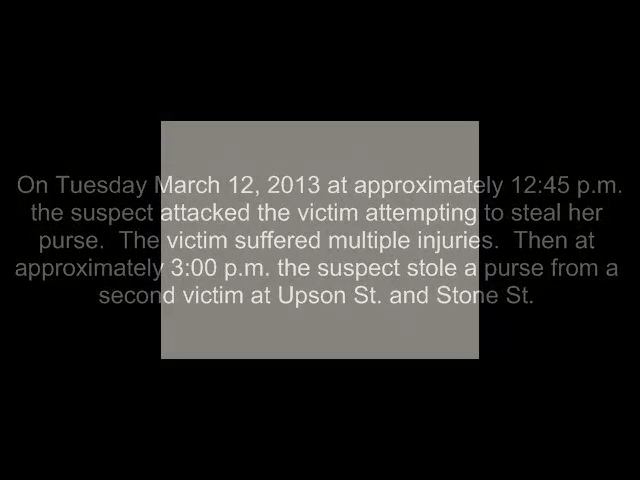 On Tuesday March 12, 2013 at approximately 12:45 p.m.
the suspect attacked the victim attempting to steal her
purse.  The victim suffered multiple injuries.  Then at
approximately 3:00 p.m. the suspect stole a purse from a
second victim at Upson St. and Stone St.